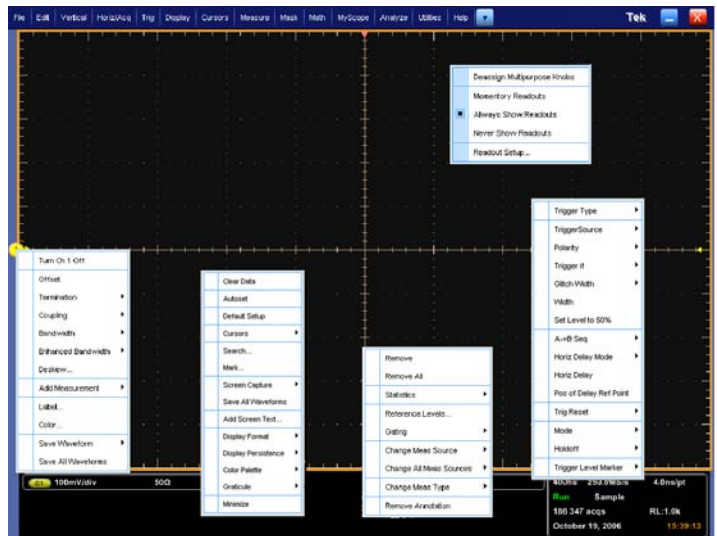 File Edit Vertical Horiz/Acq Trig Display Cursors Measure Mask Math MyScope Analyze Utilities Help Tek
Deassign Multipurpose Knobs
Momentary Readouts
Always Show Readouts
Never Show Readouts
Readout Setup...
Trigger Type
TriggerSource
Polarity
Trigger if
Glitch Width
Width
Set Level to 50%
A->B Seq
Horiz Delay Mode
Horiz Delay
Pos of Delay Ref Point
Trig Reset
Mode
Holdoff
Trigger Level Marker
Turn Ch 1 Off
Offset
Termination
Coupling
Bandwidth
Enhanced Bandwidth
Deskew...
Add Measurement
Label...
Color...
Save Waveform
Save All Waveforms
Clear Data
Autoset
Default Setup
Cursors
Search...
Mark...
Screen Capture
Save All Waveforms
Add Screen Text...
Display Format
Display Persistence
Color Palette
Graticule
Minimize
Remove
Remove All
Statistics
Reference Levels...
Gating
Change Meas Source
Change All Meas Sources
Change Meas Type
Remove Annotation
C1 100mV/div 50Ω
400ns 250.0MS/s 4.0ns/pt
Run Sample
186 347 acqs RL:1.0k
October 19, 2006 15:39:13